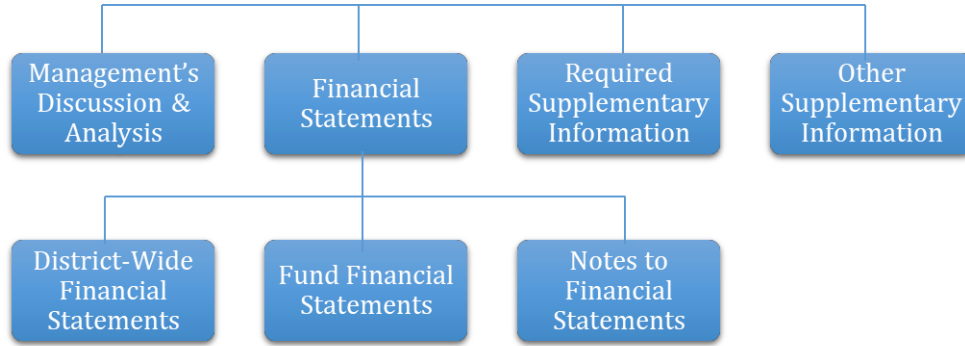 Management's
Discussion &
Analysis
Financial
Statements
Required
Supplementary
Information
Other
Supplementary
Information
District-Wide
Financial
Statements
Fund Financial
Statements
Notes to
Financial
Statements